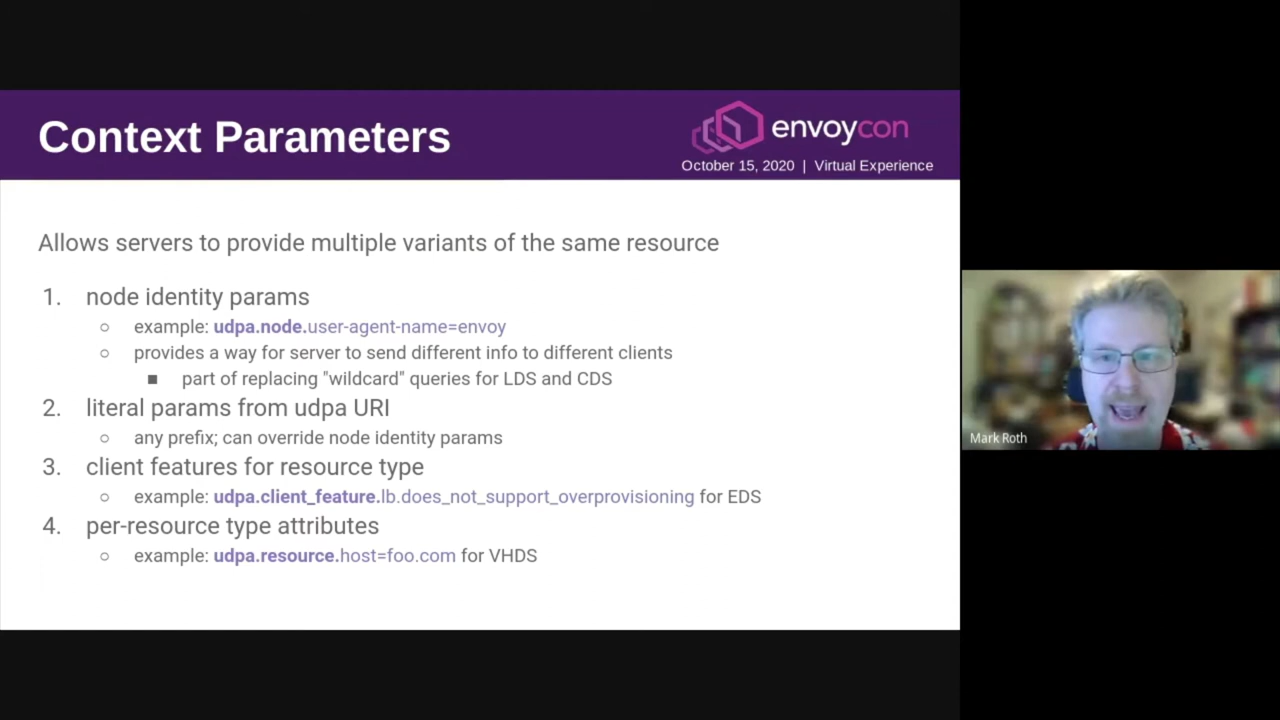 Context Parameters
envoycon
October 15, 2020 | Virtual Experience
Allows servers to provide multiple variants of the same resource
1. node identity params
○ example: udpa.node.user-agent-name=envoy
○ provides a way for server to send different info to different clients
■ part of replacing "wildcard" queries for LDS and CDS
2. literal params from udpa URI
○ any prefix; can override node identity params
3. client features for resource type
○ example: udpa.client_feature.lb.does_not_support_overprovisioning for EDS
4. per-resource type attributes
○ example: udpa.resource.host=foo.com for VHDS
Mark Roth